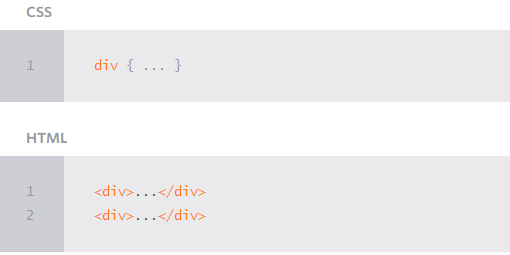 CSS
1 div { ... }
HTML
1 <div>...</div>
2 <div>...</div>